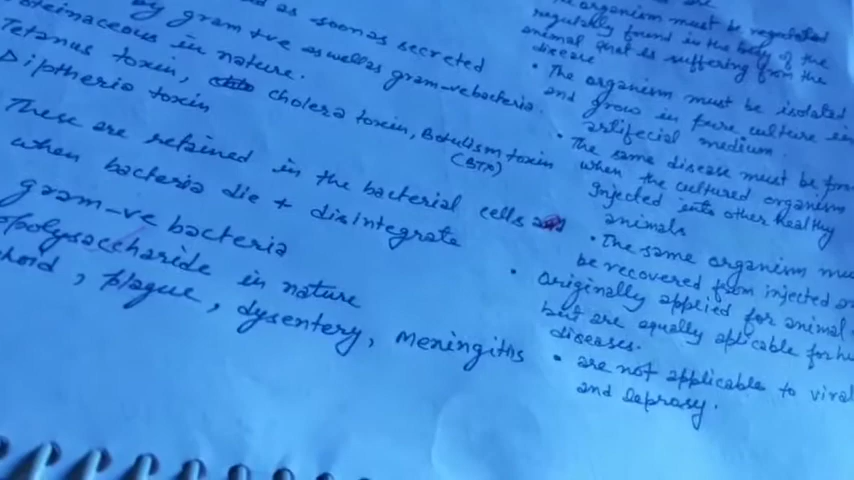 as soon as secreted
by gram +ve as well as gram-ve bacteria.
proteinaceous in nature.
Tetanus toxin, cholera toxin, Botulism toxin
(BTX)
Diptheria toxin
These are retained in the bacterial cells and
when bacteria die + disintegrate
gram-ve bacteria
polysaccharide in nature
, plague, dysentery, Meningitis
organism must be
regularly found in the body of the
animal that is suffering from the
disease
• The organism must be isolated
and grow in pure culture in
artifecial medium.
• The same disease must be
when the cultured organism
Injected into other healthy
animals
• The same organism
be recovered from injected
• originally applied for animal
but are equally aplicable for
diseases.
• are not applicable to viral
and leprosy.